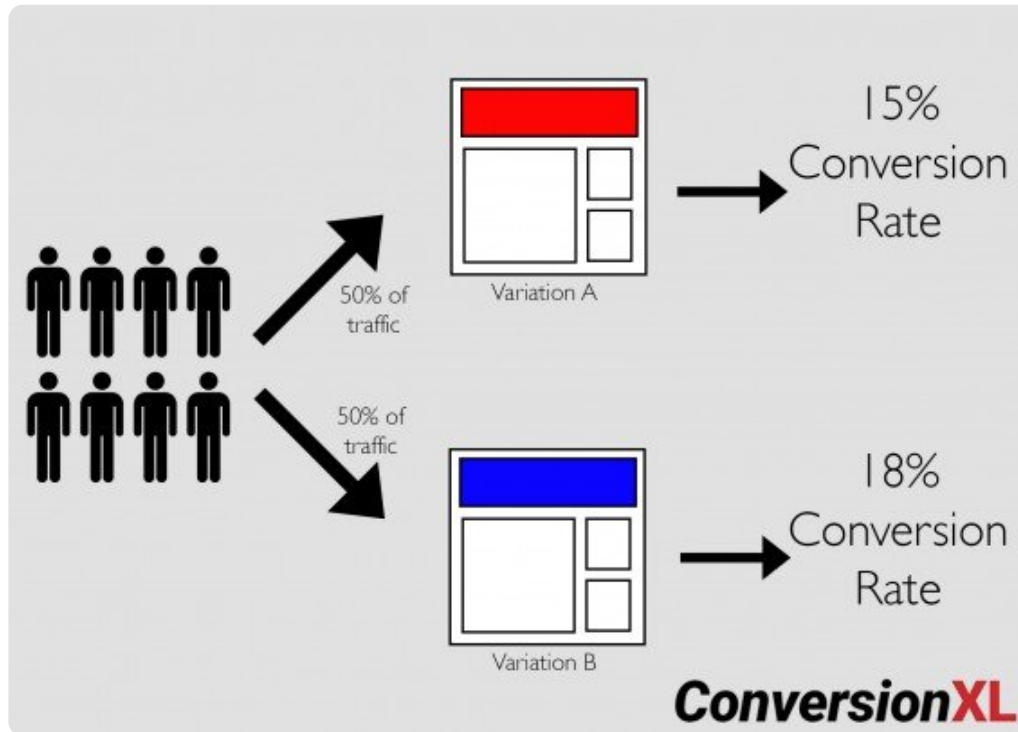 15%
Conversion
Rate
50% of
traffic
Variation A
50% of
traffic
18%
Conversion
Rate
Variation B
ConversionXL